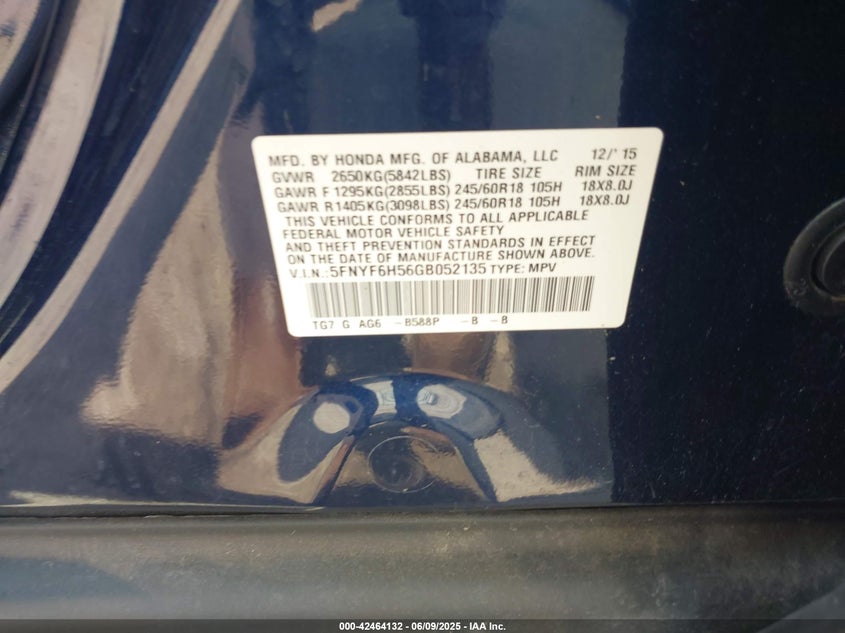 MFD. BY HONDA MFG. OF ALABAMA, LLC 12/'15
GVWR 2650KG(5842LBS) TIRE SIZE RIM SIZE
GAWR F1295KG(2855LBS) 245/60R18 105H 18X8.0J
GAWR R1405KG(3098LBS) 245/60R18 105H 18X8.0J
THIS VEHICLE CONFORMS TO ALL APPLICABLE
FEDERAL MOTOR VEHICLE SAFETY
AND THEFT PREVENTION STANDARDS IN EFFECT
ON THE DATE OF MANUFACTURE SHOWN ABOVE.
V.I.N.:5FNYF6H56GB052135 TYPE: MPV
TG7 G AG6 -B588P -B -B
000-42464132 | 06/09/2025 - IAA Inc.